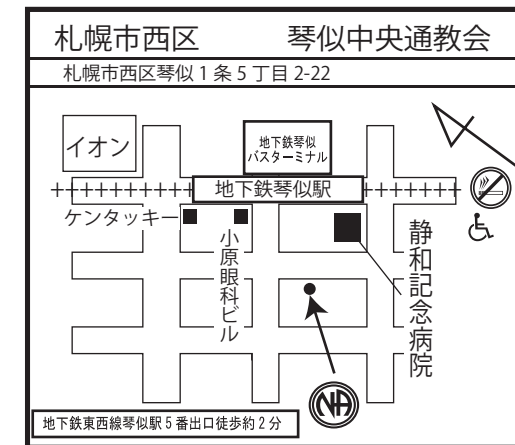 札幌市西区 琴似中央通教会
札幌市西区琴似1条5丁目2-22
イオン
地下鉄琴似
バスターミナル
地下鉄琴似駅
ケンタッキー
小原眼科ビル
静和記念病院
NA
地下鉄東西線琴似駅5番出口徒歩約2分